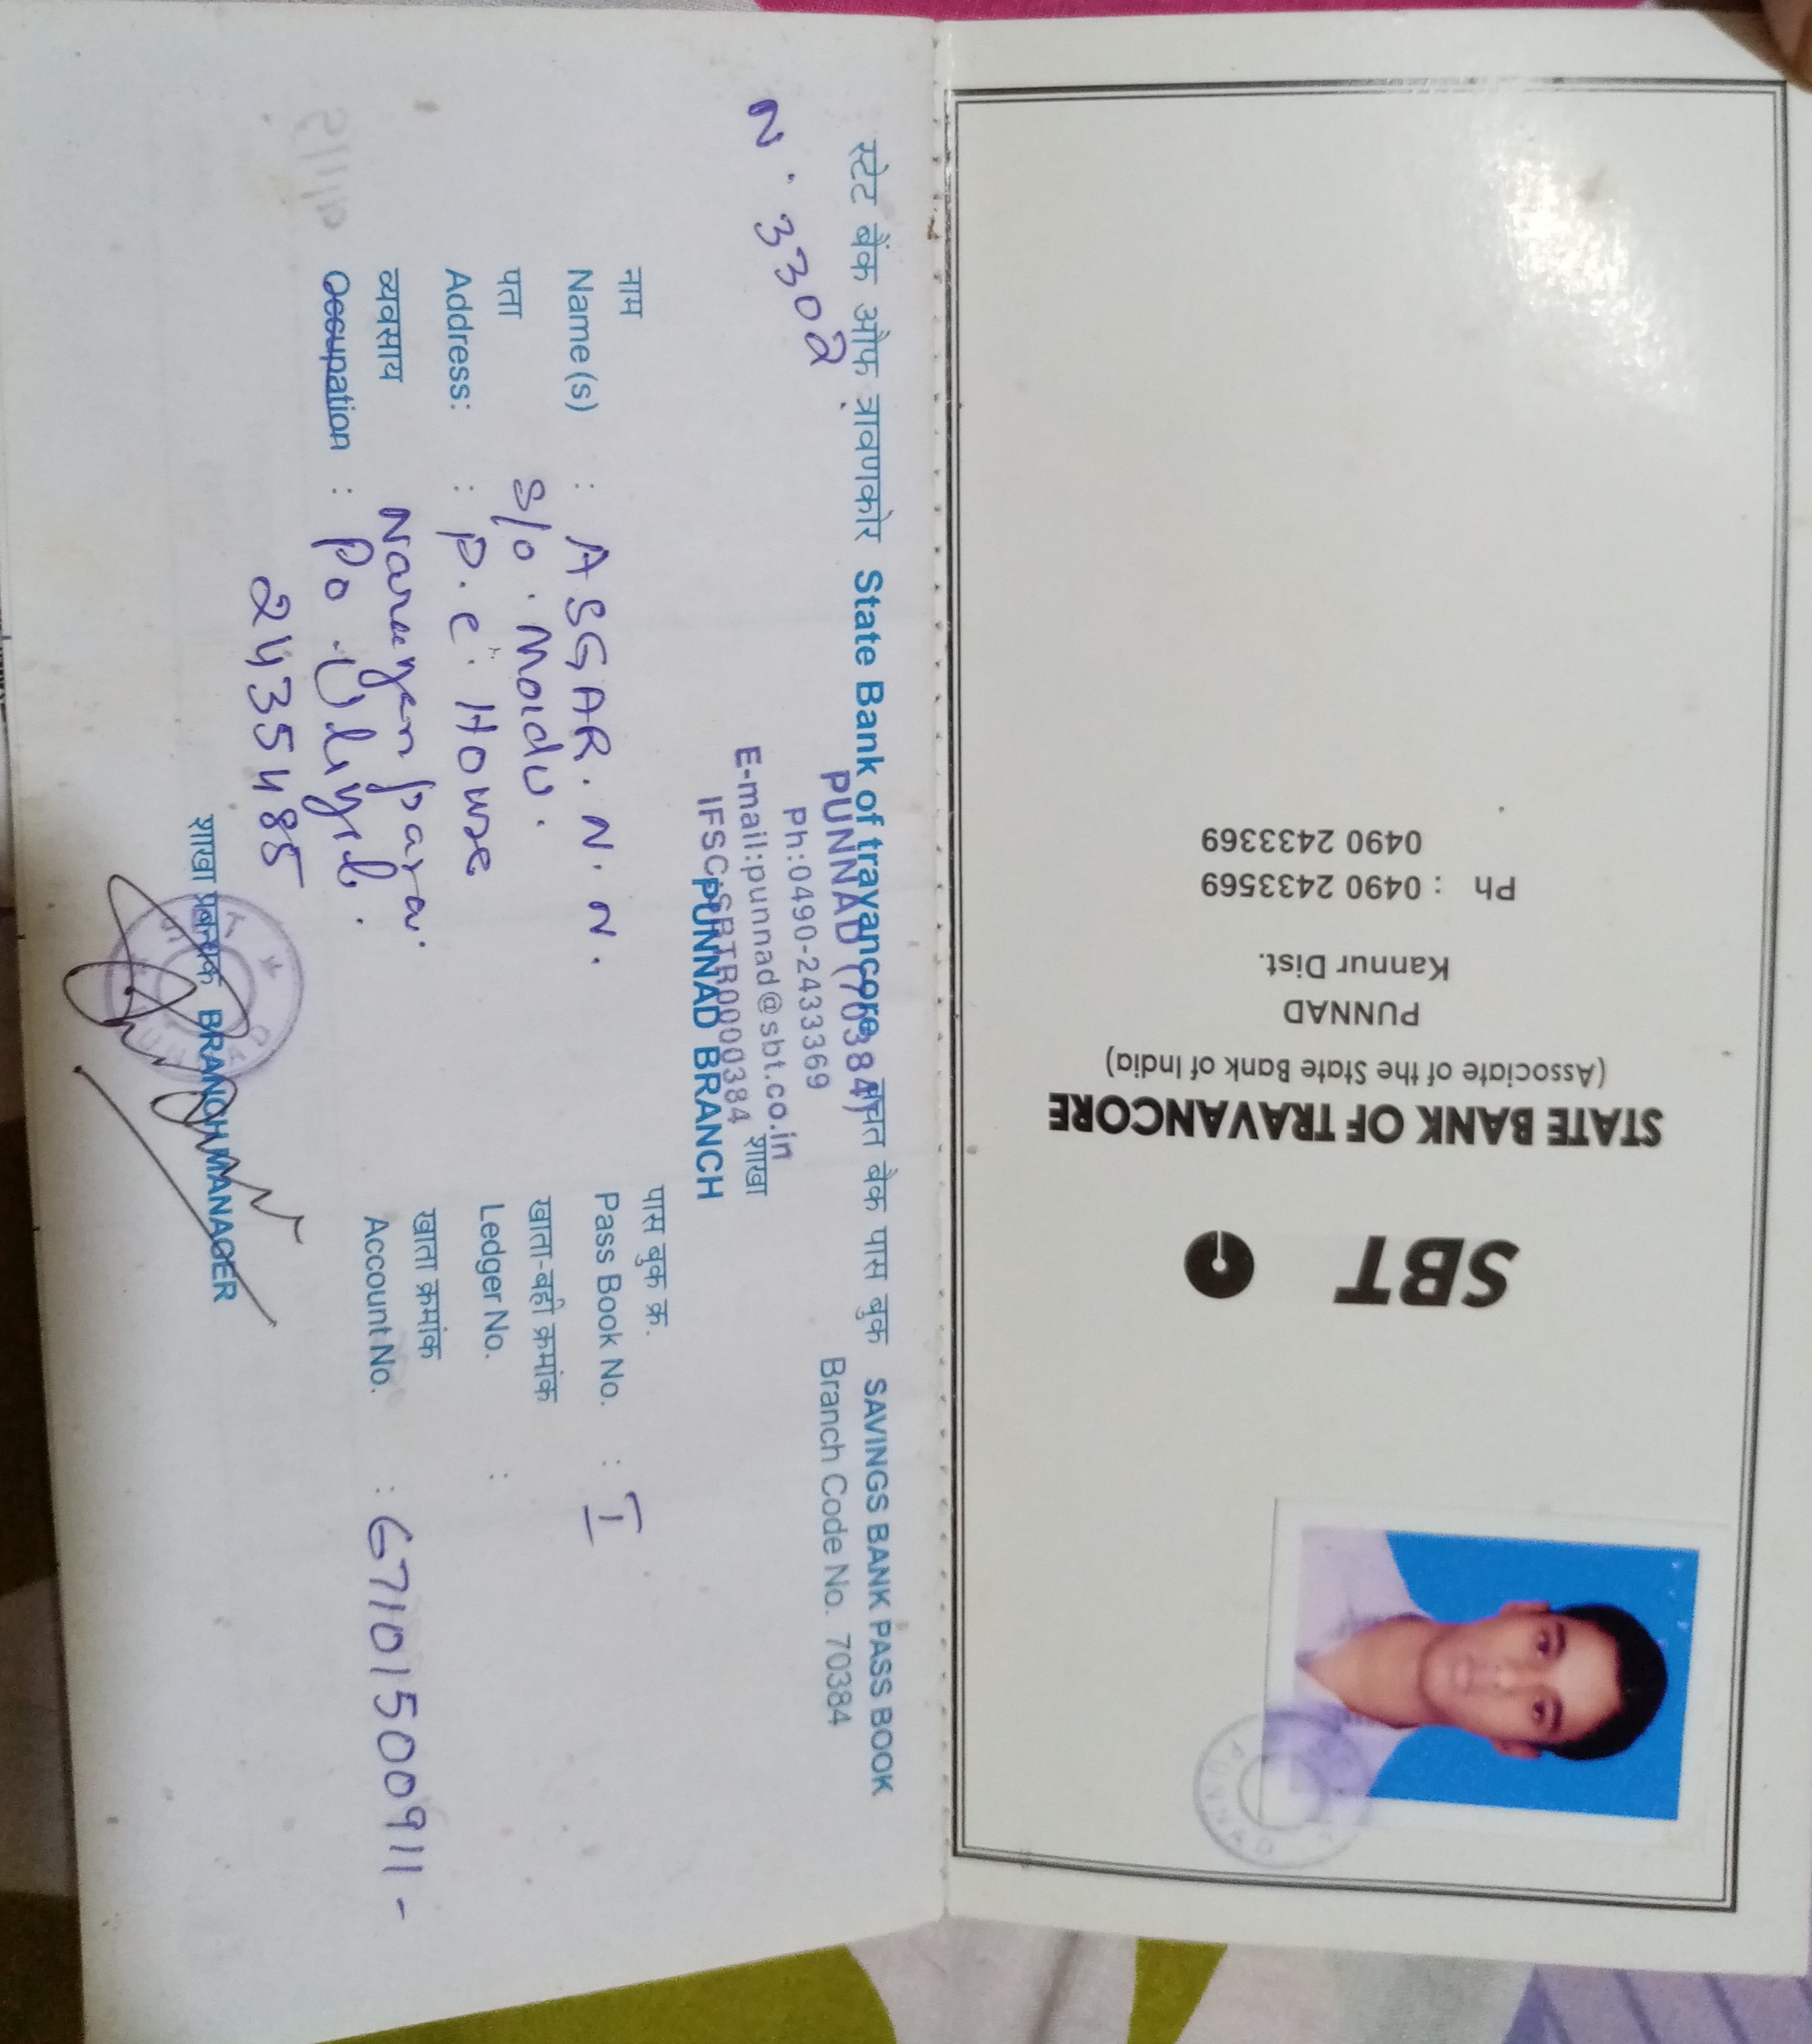 SBT
STATE BANK OF TRAVANCORE
(Associate of the State Bank of India)
PUNNAD
Kannur Dist.
Ph : 0490 2433569
0490 2433369
PUNNAD
स्टेट बैंक ऑफ त्रावणकोर State Bank of travancore बचत बैंक पास बुक SAVINGS BANK PASS BOOK
N. 3302
PUNNAD (70384)
Branch Code No. 70384
Ph:0490-2433369
E-mail:punnad@sbt.co.in
शाखा
IFSC:SBTR0000384
PUNNAD BRANCH
नाम
पास बुक क्र.
Name (s) : ASGAR. N. N.
Pass Book No. : I
पता
S/o. Moidu.
खाता-बही क्रमांक
Address: : P.C. House
Ledger No. :
व्यवसाय
Narayanpara.
खाता क्रमांक
Occupation : Po
Account No. : 67101500911-
2435485
शाखा प्रबन्धक BRANCH MANAGER
PUNNAD